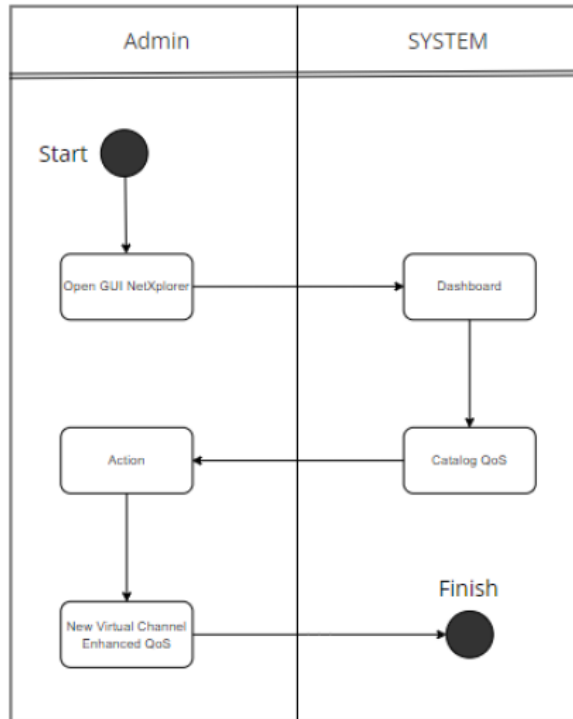 Admin
SYSTEM
Start
Open GUI NetXplorer
Dashboard
Action
Catalog QoS
New Virtual Channel
Enhanced QoS
Finish